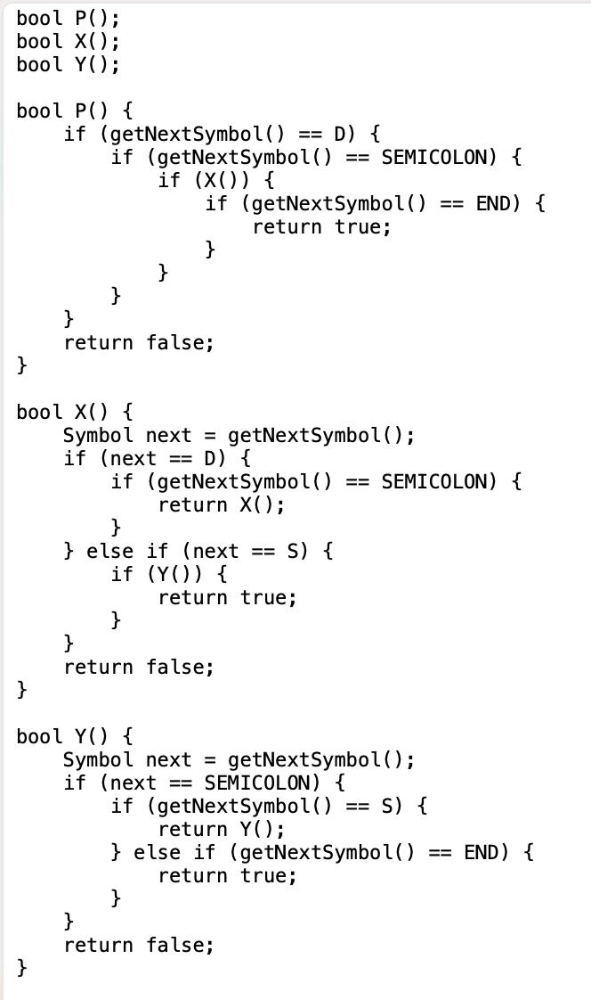 bool P();
bool X();
bool Y();

bool P() {
    if (getNextSymbol() == D) {
        if (getNextSymbol() == SEMICOLON) {
            if (X()) {
                if (getNextSymbol() == END) {
                    return true;
                }
            }
        }
    }
    return false;
}

bool X() {
    Symbol next = getNextSymbol();
    if (next == D) {
        if (getNextSymbol() == SEMICOLON) {
            return X();
        }
    } else if (next == S) {
        if (Y()) {
            return true;
        }
    }
    return false;
}

bool Y() {
    Symbol next = getNextSymbol();
    if (next == SEMICOLON) {
        if (getNextSymbol() == S) {
            return Y();
        } else if (getNextSymbol() == END) {
            return true;
        }
    }
    return false;
}